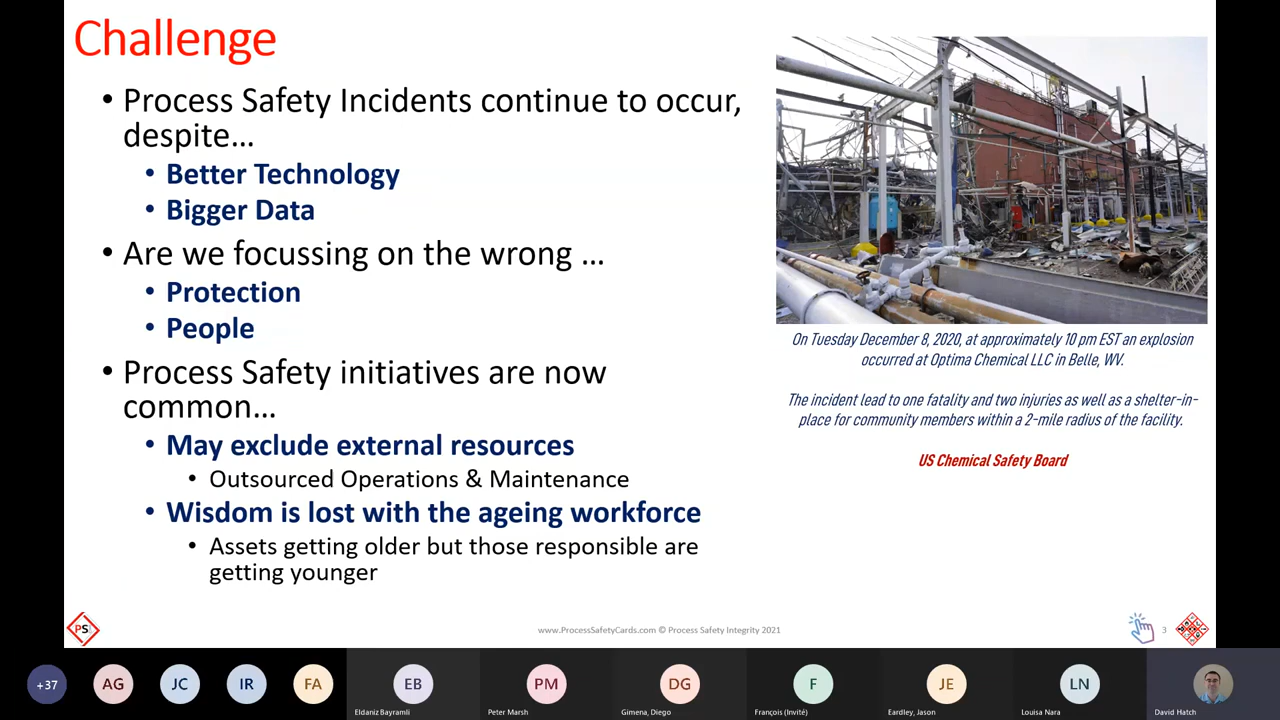 Challenge
• Process Safety Incidents continue to occur,
despite...
• Better Technology
• Bigger Data
• Are we focussing on the wrong ...
• Protection
• People
• Process Safety initiatives are now
common...
• May exclude external resources
• Outsourced Operations & Maintenance
• Wisdom is lost with the ageing workforce
• Assets getting older but those responsible are
getting younger
On Tuesday December 8, 2020, at approximately 10 pm EST an explosion
occurred at Optima Chemical LLC in Belle, WV.
The incident lead to one fatality and two injuries as well as a shelter-in-
place for community members within a 2-mile radius of the facility.
US Chemical Safety Board
PS
www.ProcessSafetyCards.com © Process Safety Integrity 2021
3
+37
AG
JC
IR
FA
EB
Eldaniz Bayramli
PM
Peter Marsh
DG
Gimena, Diego
F
François (Invité)
JE
Eardley, Jason
LN
Louisa Nara
David Hatch